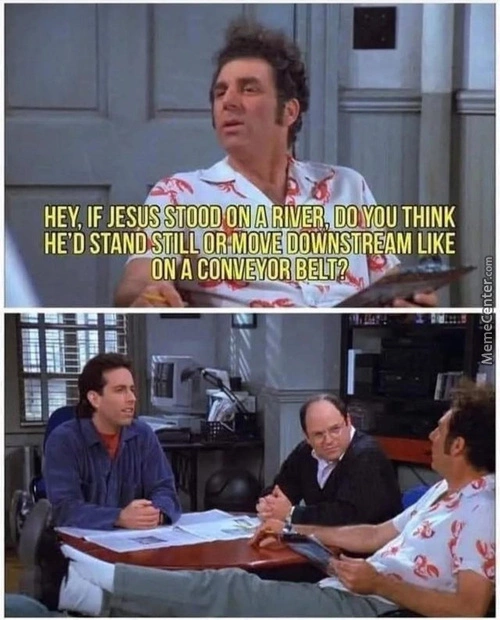 HEY, IF JESUS STOOD ON A RIVER, DO YOU THINK
HE'D STAND STILL OR MOVE DOWNSTREAM LIKE
ON A CONVEYOR BELT?
MemeCenter.com